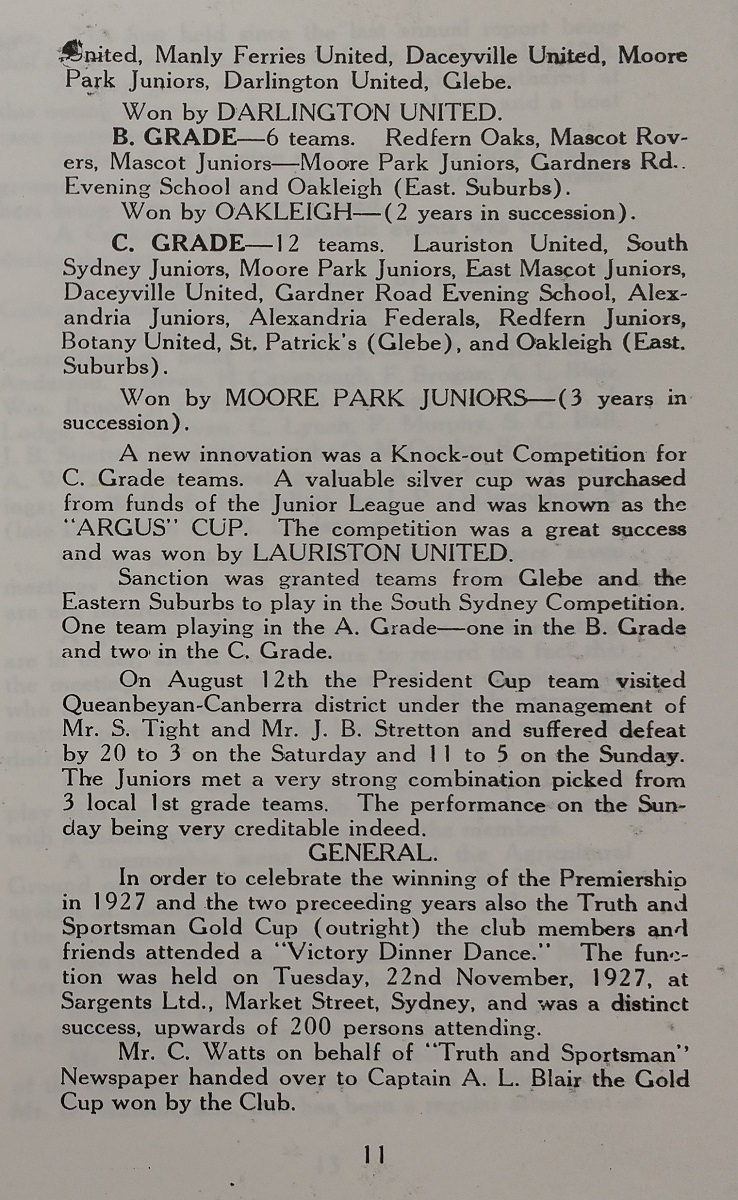 United, Manly Ferries United, Daceyville United, Moore
Park Juniors, Darlington United, Glebe.
Won by DARLINGTON UNITED.
B. GRADE—6 teams. Redfern Oaks, Mascot Rov-
ers, Mascot Juniors—Moore Park Juniors, Gardners Rd..
Evening School and Oakleigh (East. Suburbs).
Won by OAKLEIGH—(2 years in succession).
C. GRADE—12 teams. Lauriston United, South
Sydney Juniors, Moore Park Juniors, East Mascot Juniors,
Daceyville United, Gardner Road Evening School, Alex-
andria Juniors, Alexandria Federals, Redfern Juniors,
Botany United, St. Patrick's (Glebe), and Oakleigh (East.
Suburbs).
Won by MOORE PARK JUNIORS—(3 years in
succession).
A new innovation was a Knock-out Competition for
C. Grade teams. A valuable silver cup was purchased
from funds of the Junior League and was known as the
"ARGUS" CUP. The competition was a great success
and was won by LAURISTON UNITED.
Sanction was granted teams from Glebe and the
Eastern Suburbs to play in the South Sydney Competition.
One team playing in the A. Grade—one in the B. Grade
and two in the C. Grade.
On August 12th the President Cup team visited
Queanbeyan-Canberra district under the management of
Mr. S. Tight and Mr. J. B. Stretton and suffered defeat
by 20 to 3 on the Saturday and 11 to 5 on the Sunday.
The Juniors met a very strong combination picked from
3 local 1st grade teams. The performance on the Sun-
day being very creditable indeed.
GENERAL.
In order to celebrate the winning of the Premiership
in 1927 and the two preceeding years also the Truth and
Sportsman Gold Cup (outright) the club members and
friends attended a "Victory Dinner Dance." The func-
tion was held on Tuesday, 22nd November, 1927, at
Sargents Ltd., Market Street, Sydney, and was a distinct
success, upwards of 200 persons attending.
Mr. C. Watts on behalf of "Truth and Sportsman"
Newspaper handed over to Captain A. L. Blair the Gold
Cup won by the Club.
11